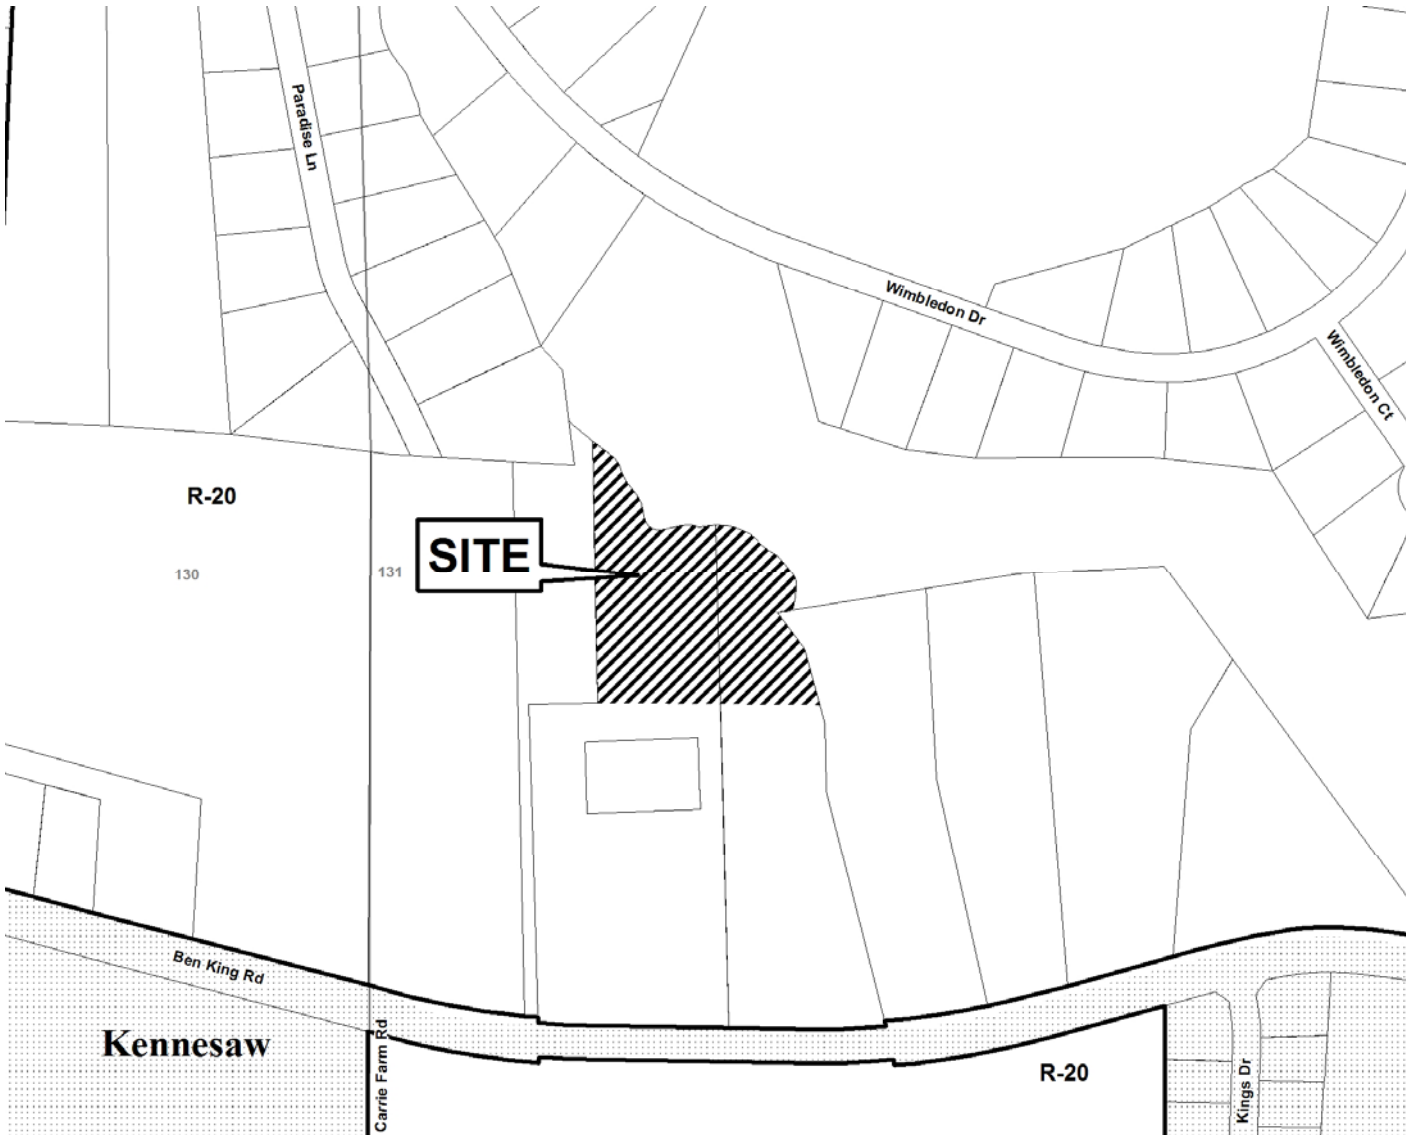 Paradise Ln
Wimbledon Dr
Wimbledon Ct
R-20
SITE
130
131
Ben King Rd
Kennesaw
Carrie Farm Rd
R-20
Kings Dr